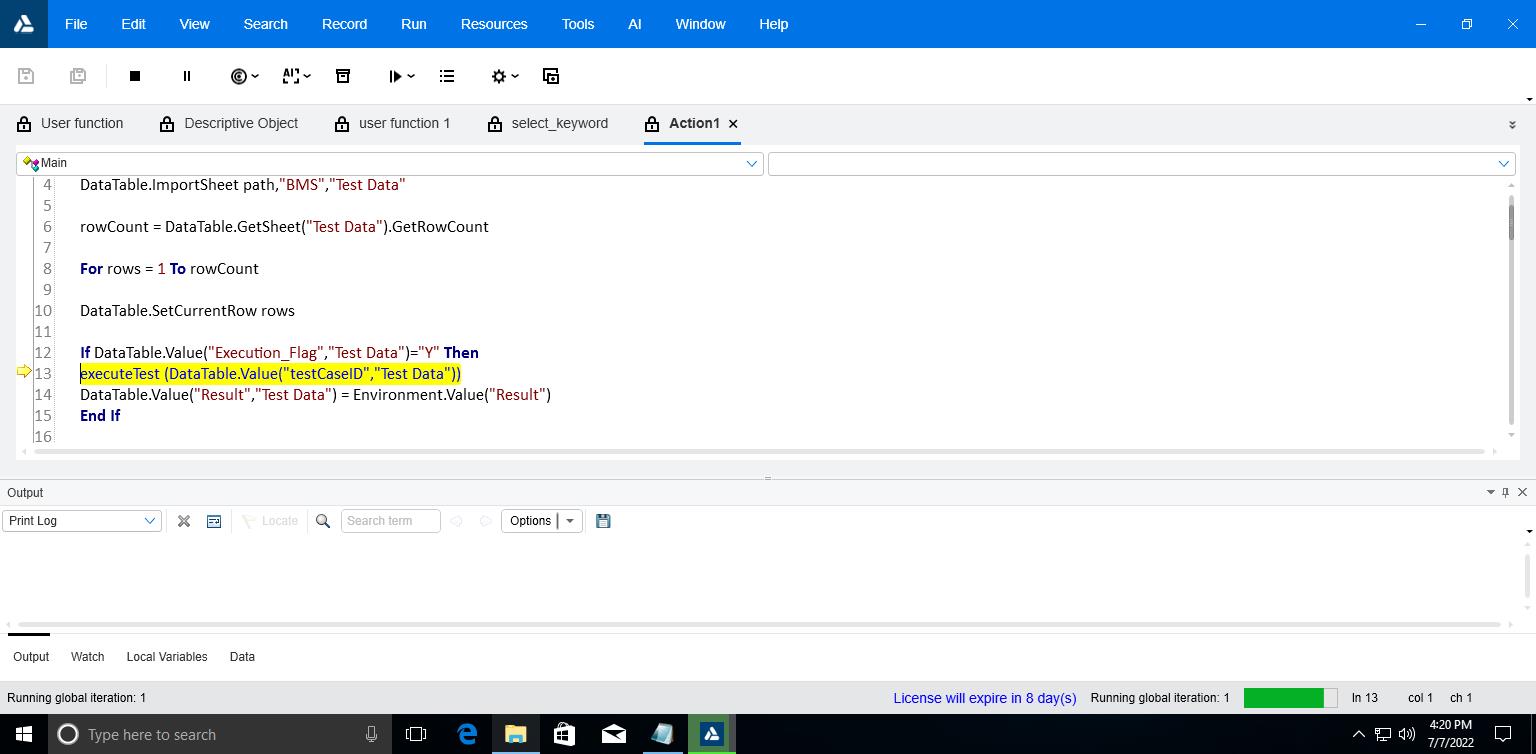 File Edit View Search Record Run Resources Tools AI Window Help
User function Descriptive Object user function 1 select_keyword Action1
Main
4 DataTable.ImportSheet path,"BMS","Test Data"
5
6 rowCount = DataTable.GetSheet("Test Data").GetRowCount
7
8 For rows = 1 To rowCount
9
10 DataTable.SetCurrentRow rows
11
12 If DataTable.Value("Execution_Flag","Test Data")="Y" Then
13 executeTest (DataTable.Value("testCaseID","Test Data"))
14 DataTable.Value("Result","Test Data") = Environment.Value("Result")
15 End If
16
Output
Print Log Locate Search term Options
Output Watch Local Variables Data
Running global iteration: 1 License will expire in 8 day(s) Running global iteration: 1 ln 13 col 1 ch 1
Type here to search
4:20 PM
7/7/2022